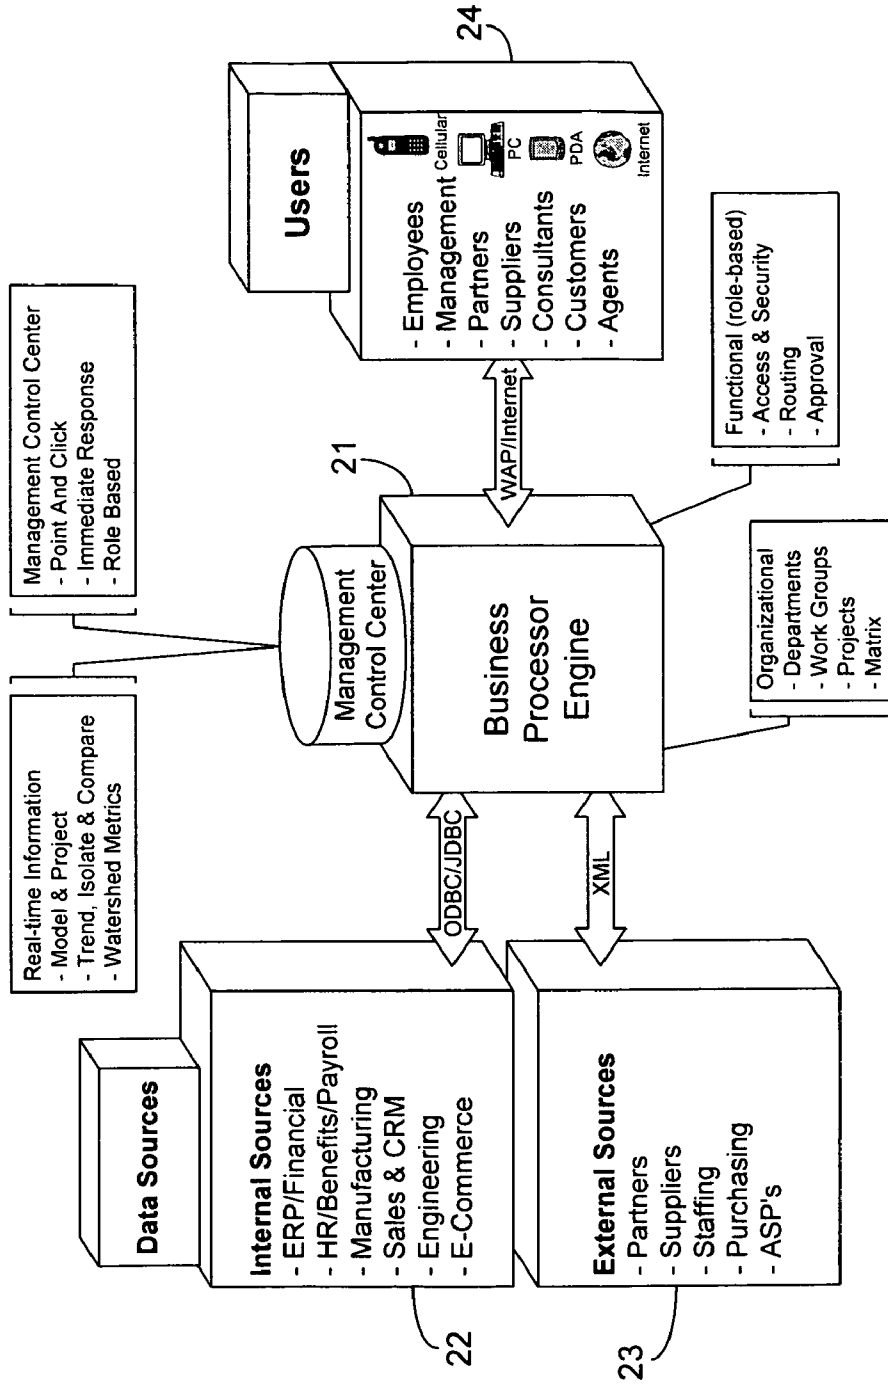 Real-time Information
- Model & Project
- Trend, Isolate & Compare
- Watershed Metrics
Management Control Center
- Point And Click
- Immediate Response
- Role Based
Data Sources
Internal Sources
- ERP/Financial
- HR/Benefits/Payroll
- Manufacturing
- Sales & CRM
- Engineering
- E-Commerce
22
External Sources
- Partners
- Suppliers
- Staffing
- Purchasing
- ASP's
23
ODBC/JDBC
XML
Management
Control Center
Business
Processor
Engine
21
WAP/Internet
Users
- Employees
- Management
- Partners
- Suppliers
- Consultants
- Customers
- Agents
Cellular
PC
PDA
Internet
24
Organizational
- Departments
- Work Groups
- Projects
- Matrix
Functional (role-based)
- Access & Security
- Routing
- Approval